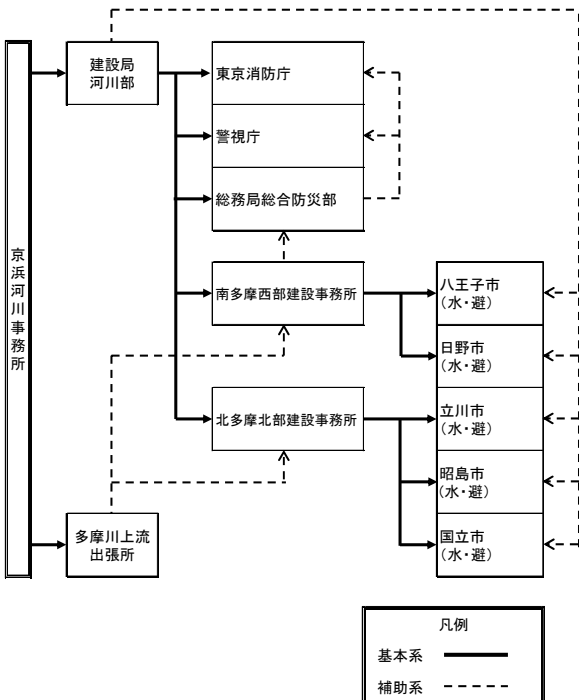 建設局
河川部
東京消防庁
警視庁
総務局総合防災部
京浜河川事務所
南多摩西部建設事務所
八王子市
(水・避)
日野市
(水・避)
北多摩北部建設事務所
立川市
(水・避)
昭島市
(水・避)
多摩川上流
出張所
国立市
(水・避)
凡例
基本系
補助系